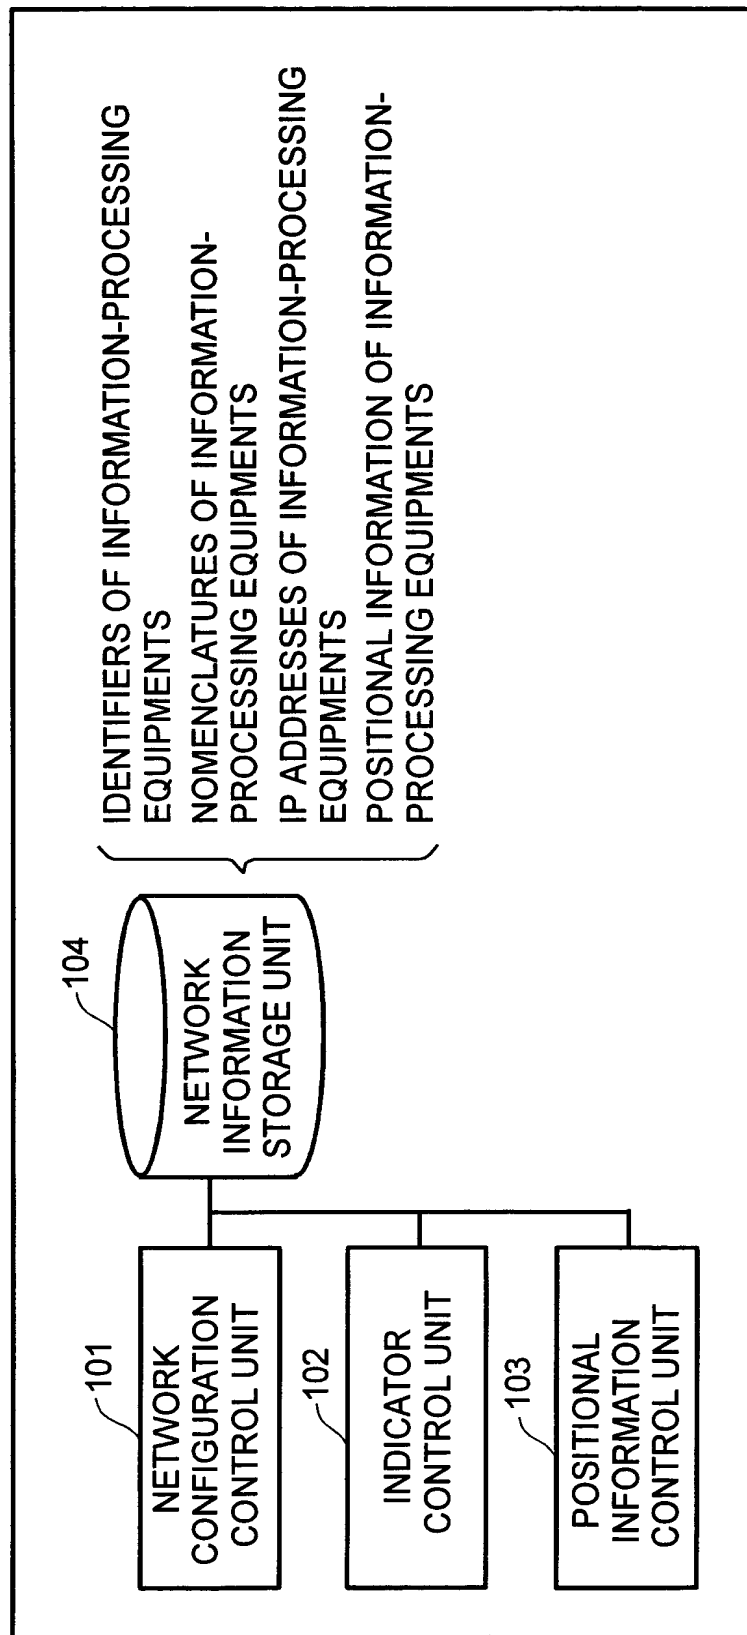 101
NETWORK
CONFIGURATION
CONTROL UNIT
102
INDICATOR
CONTROL UNIT
103
POSITIONAL
INFORMATION
CONTROL UNIT
104
NETWORK
INFORMATION
STORAGE UNIT
IDENTIFIERS OF INFORMATION-PROCESSING
EQUIPMENTS
NOMENCLATURES OF INFORMATION-
PROCESSING EQUIPMENTS
IP ADDRESSES OF INFORMATION-PROCESSING
EQUIPMENTS
POSITIONAL INFORMATION OF INFORMATION-
PROCESSING EQUIPMENTS